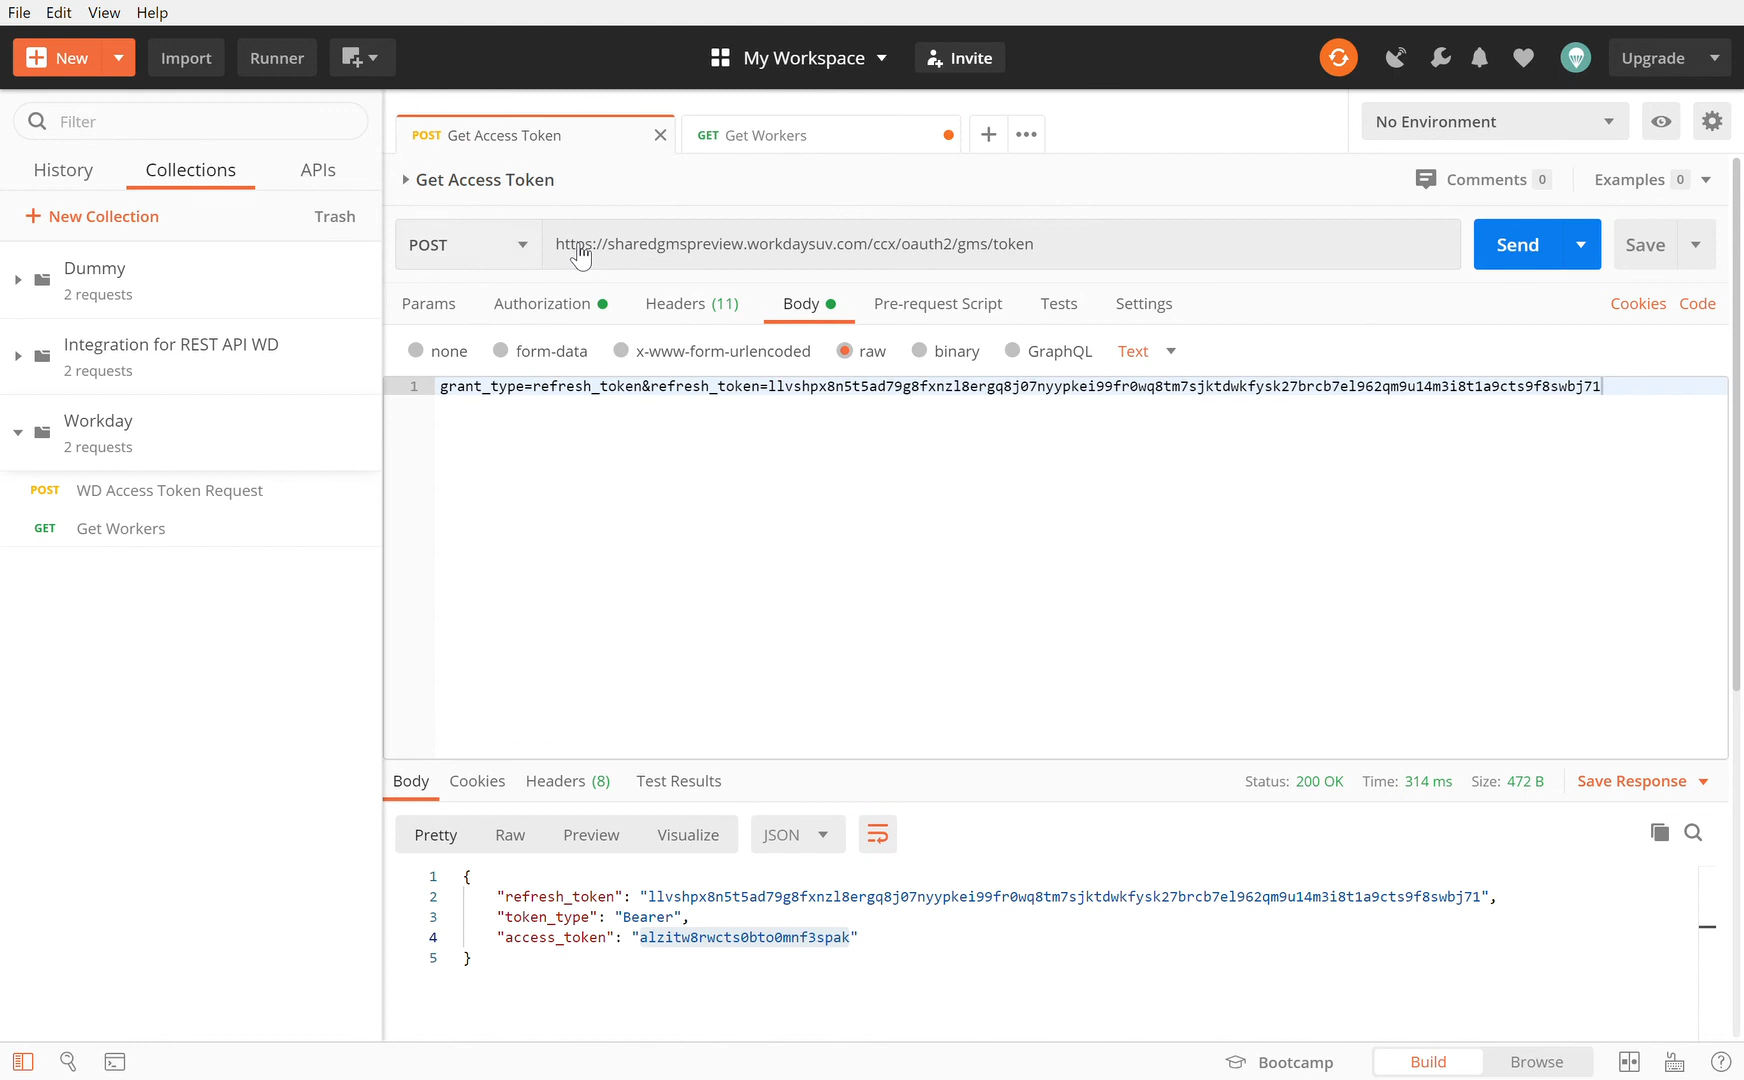 File Edit View Help
New Import Runner My Workspace Invite Upgrade
Filter
History Collections APIs
New Collection Trash
Dummy
2 requests
Integration for REST API WD
2 requests
Workday
2 requests
POST WD Access Token Request
GET Get Workers
POST Get Access Token GET Get Workers No Environment
Get Access Token Comments 0 Examples 0
POST https://sharedgmspreview.workdaysuv.com/ccx/oauth2/gms/token Send Save
Params Authorization Headers (11) Body Pre-request Script Tests Settings Cookies Code
none form-data x-www-form-urlencoded raw binary GraphQL Text
1 grant_type=refresh_token&refresh_token=llvshpx8n5t5ad79g8fxnzl8ergq8j07nyypkei99fr0wq8tm7sjktdwkfysk27brcb7el962qm9u14m3i8t1a9cts9f8swbj71
Body Cookies Headers (8) Test Results Status: 200 OK Time: 314 ms Size: 472 B Save Response
Pretty Raw Preview Visualize JSON
1 {
2 "refresh_token": "llvshpx8n5t5ad79g8fxnzl8ergq8j07nyypkei99fr0wq8tm7sjktdwkfysk27brcb7el962qm9u14m3i8t1a9cts9f8swbj71",
3 "token_type": "Bearer",
4 "access_token": "alzitw8rwcts0bto0mnf3spak"
5 }
Bootcamp Build Browse